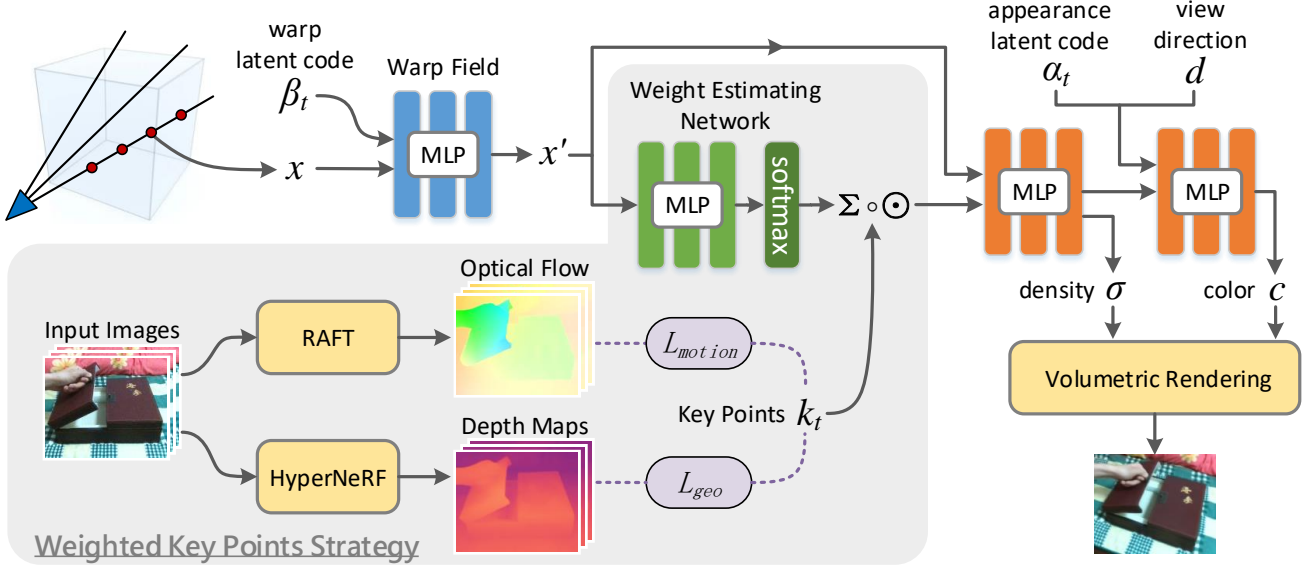 warp
latent code
β_t
Warp Field
MLP
x
x′
Weight Estimating
Network
MLP
softmax
Σ∘⊙
appearance
latent code
α_t
view
direction
d
MLP
MLP
density σ
color c
Volumetric Rendering
Input Images
RAFT
HyperNeRF
Optical Flow
Depth Maps
L_motion
Key Points k_t
L_geo
Weighted Key Points Strategy